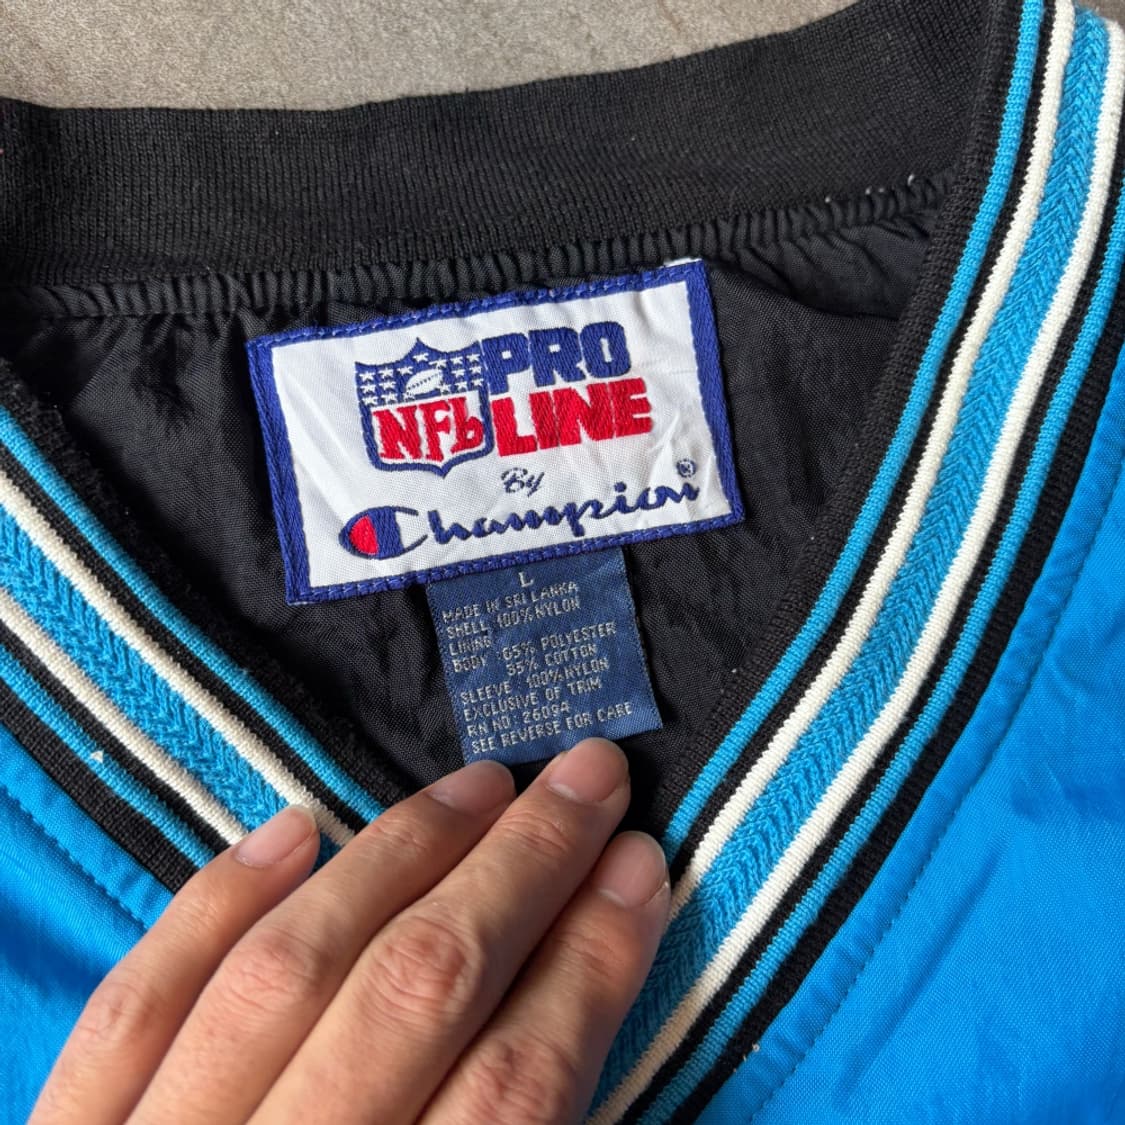 NFL PRO
LINE
By
Champion®
L
MADE IN SRI LANKA
SHELL 100% NYLON
LINING
BODY : 65% POLYESTER
35% COTTON
SLEEVE : 100% NYLON
EXCLUSIVE OF TRIM
RN NO : 26094
SEE REVERSE FOR CARE